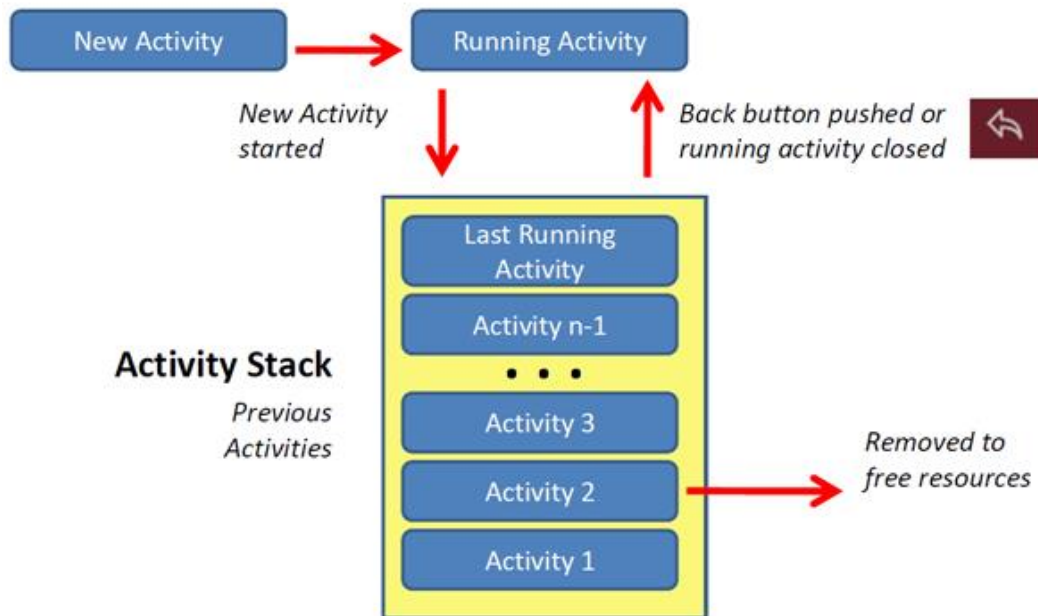 New Activity
Running Activity
New Activity
started
Back button pushed or
running activity closed
Last Running
Activity
Activity n-1
. . .
Activity Stack
Previous
Activities
Activity 3
Activity 2
Activity 1
Removed to
free resources